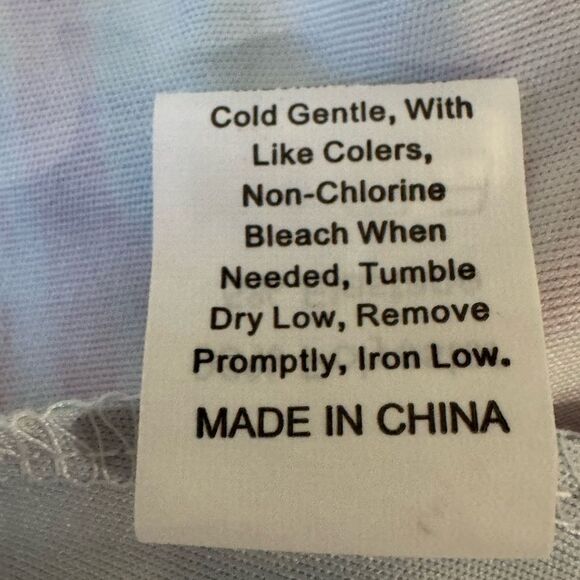 Cold Gentle, With
Like Colers,
Non-Chlorine
Bleach When
Needed, Tumble
Dry Low, Remove
Promptly, Iron Low.
MADE IN CHINA